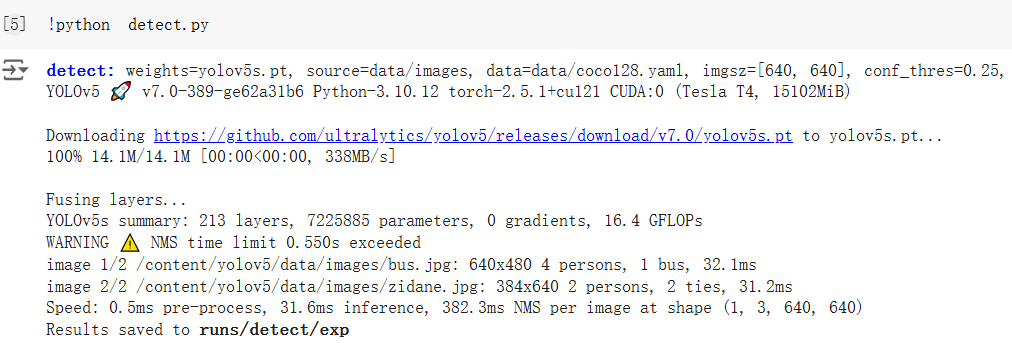 [5] !python detect.py
detect: weights=yolov5s.pt, source=data/images, data=data/coco128.yaml, imgsz=[640, 640], conf_thres=0.25,
YOLOv5 🚀 v7.0-389-ge62a31b6 Python-3.10.12 torch-2.5.1+cu121 CUDA:0 (Tesla T4, 15102MiB)
Downloading https://github.com/ultralytics/yolov5/releases/download/v7.0/yolov5s.pt to yolov5s.pt...
100% 14.1M/14.1M [00:00<00:00, 338MB/s]
Fusing layers...
YOLOv5s summary: 213 layers, 7225885 parameters, 0 gradients, 16.4 GFLOPs
WARNING ⚠️ NMS time limit 0.550s exceeded
image 1/2 /content/yolov5/data/images/bus.jpg: 640x480 4 persons, 1 bus, 32.1ms
image 2/2 /content/yolov5/data/images/zidane.jpg: 384x640 2 persons, 2 ties, 31.2ms
Speed: 0.5ms pre-process, 31.6ms inference, 382.3ms NMS per image at shape (1, 3, 640, 640)
Results saved to runs/detect/exp